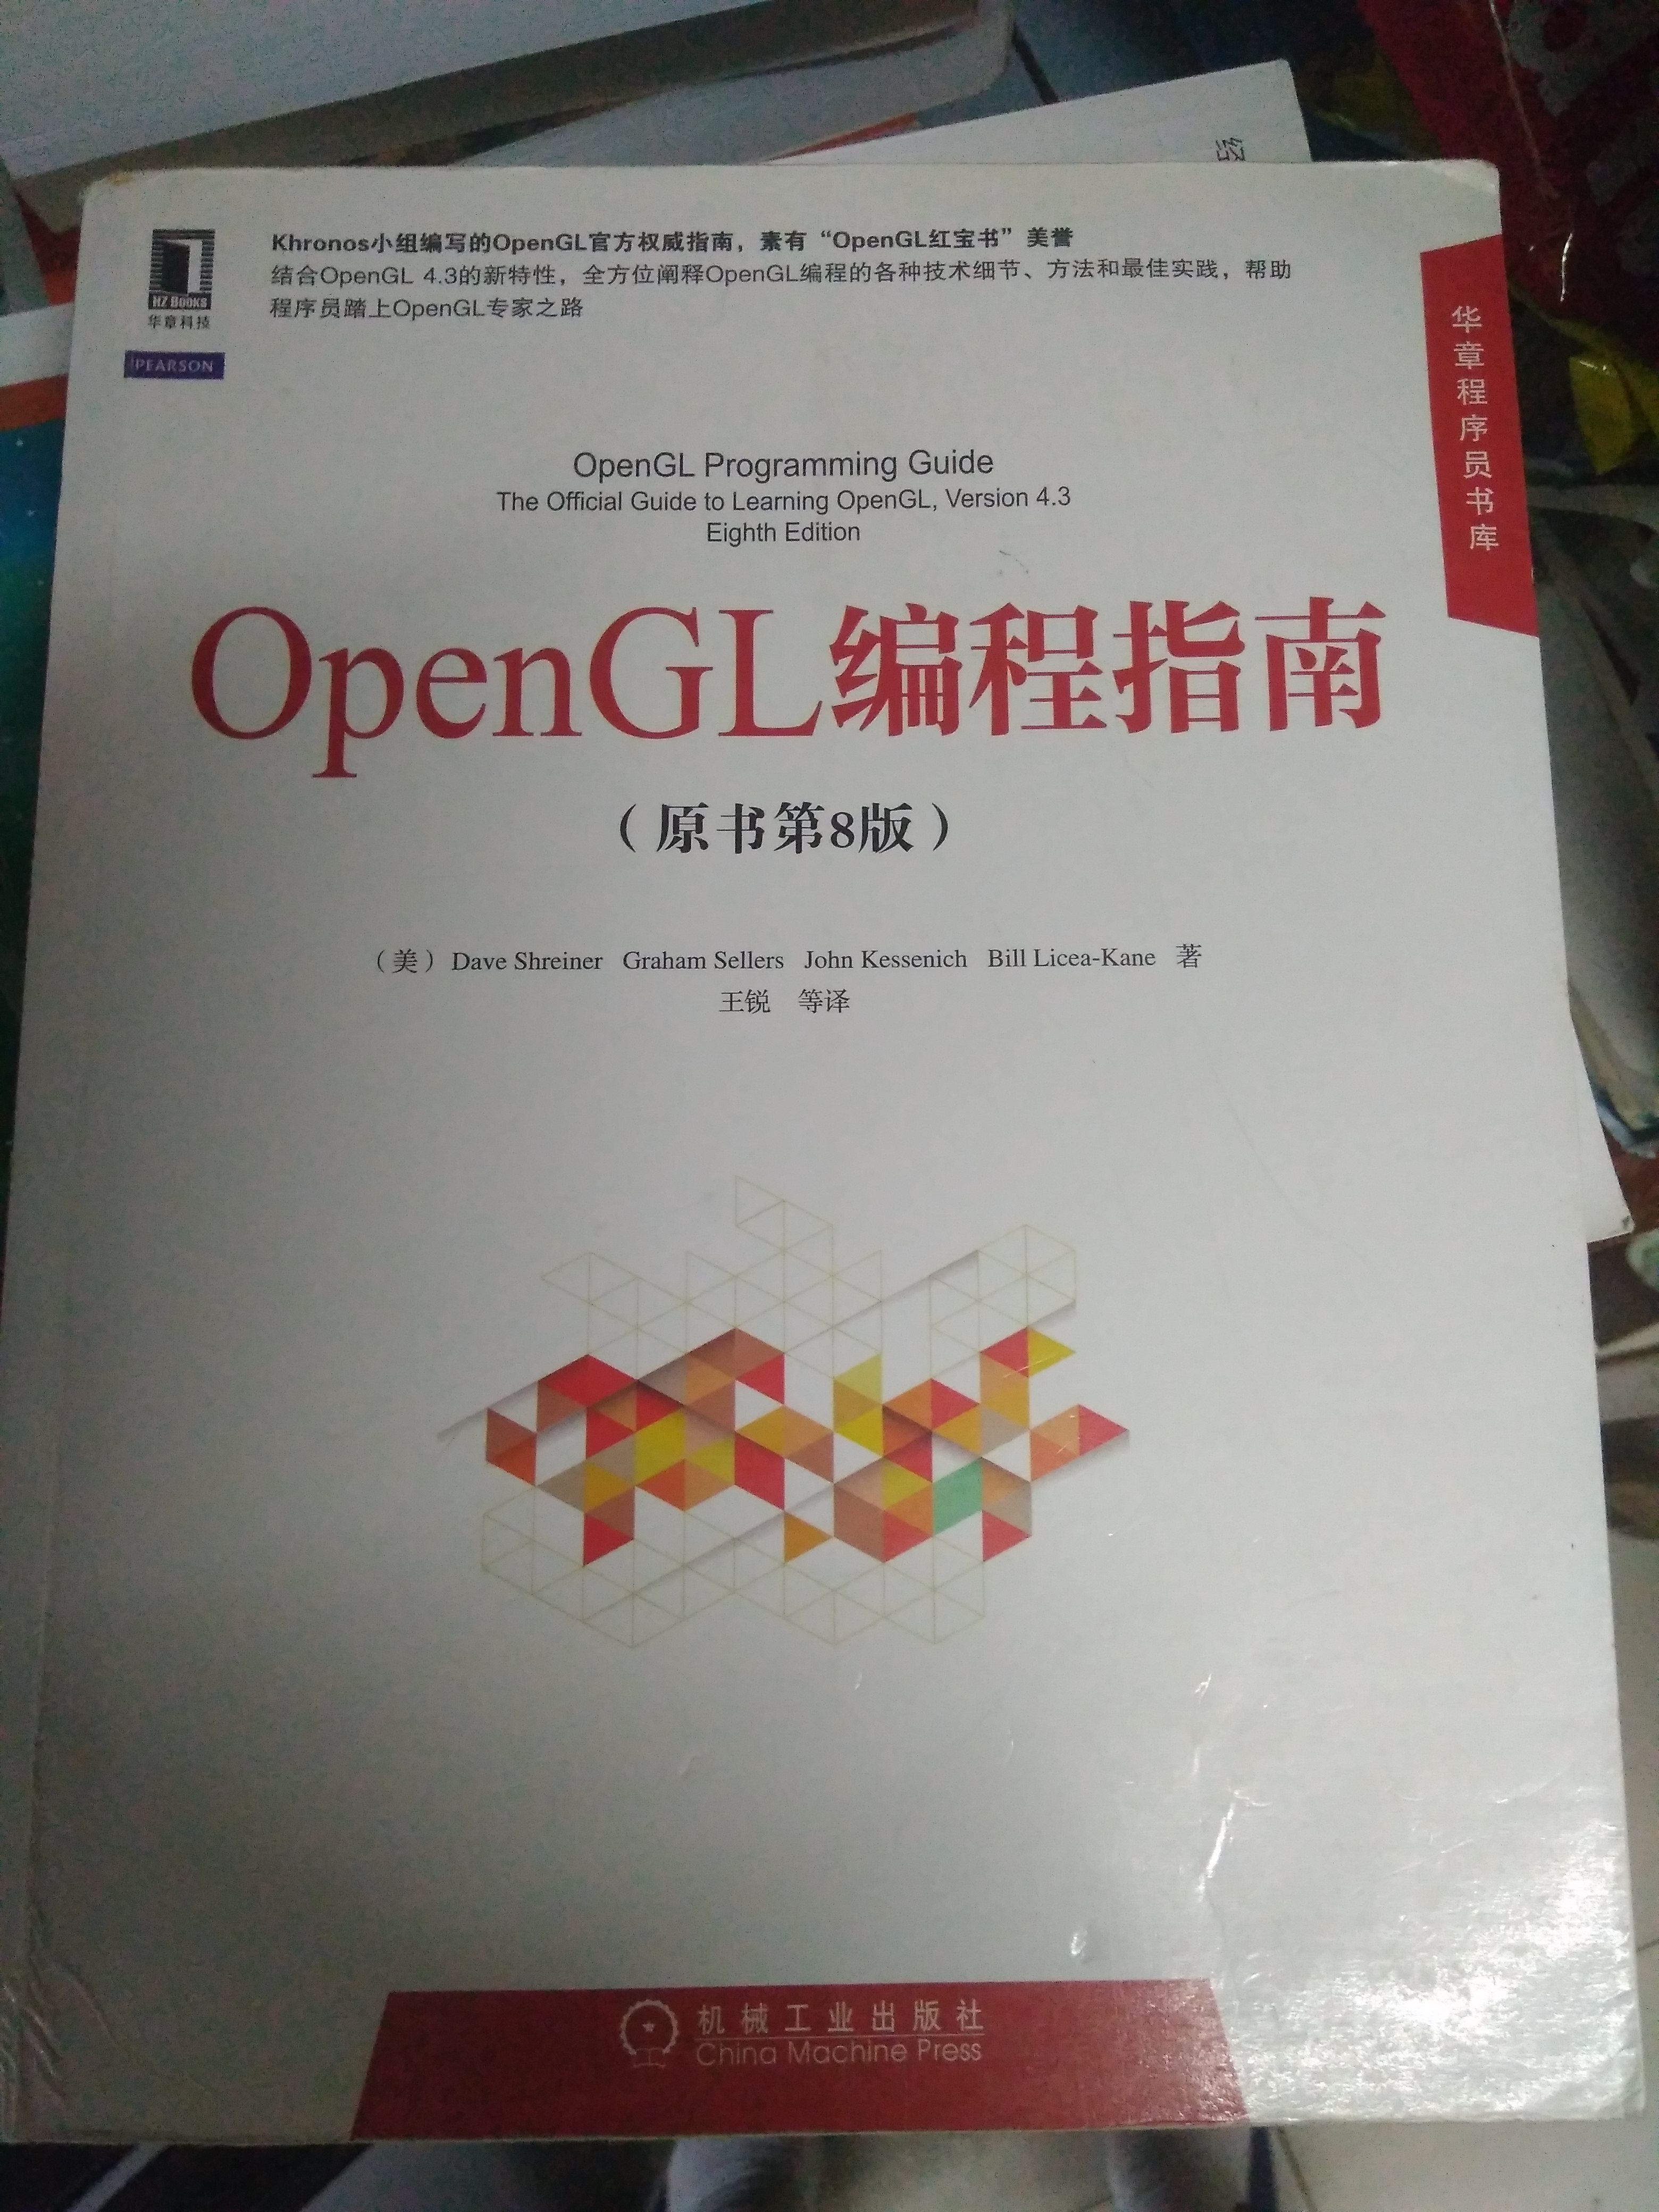 Khronos小组编写的OpenGL官方权威指南，素有“OpenGL红宝书”美誉
结合OpenGL 4.3的新特性，全方位阐释OpenGL编程的各种技术细节、方法和最佳实践，帮助
程序员踏上OpenGL专家之路
HZ BOOKS
华章科技
PEARSON
华章程序员书库
OpenGL Programming Guide
The Official Guide to Learning OpenGL, Version 4.3
Eighth Edition
OpenGL编程指南
（原书第8版）
（美）Dave Shreiner Graham Sellers John Kessenich Bill Licea-Kane 著
王锐 等译
机械工业出版社
China Machine Press